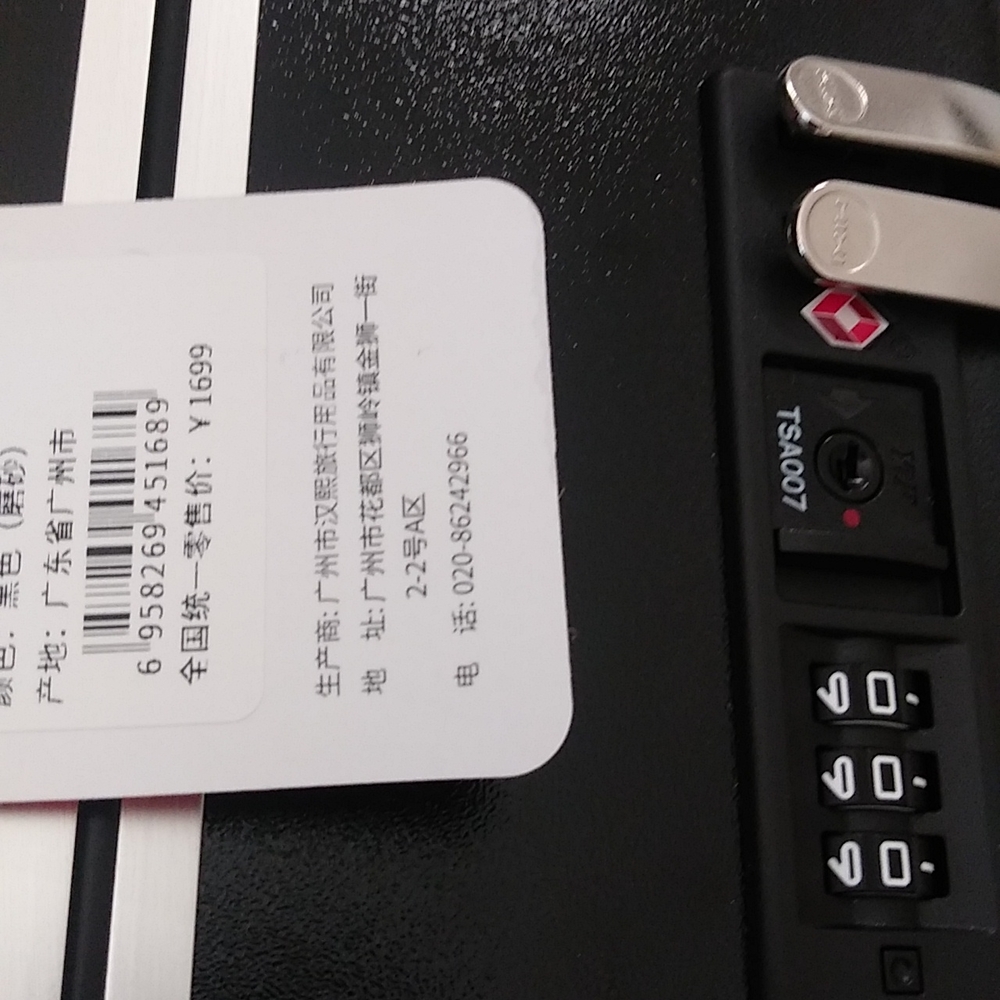 颜色：黑色（磨砂）
产地：广东省广州市
6 958269 451689
全国统一零售价：￥1699
生产商：广州市汉熙旅行用品有限公司
地 址：广州市花都区狮岭镇金狮一街
2-2号A区
电 话：020-86242966
TSA007
0
0
0